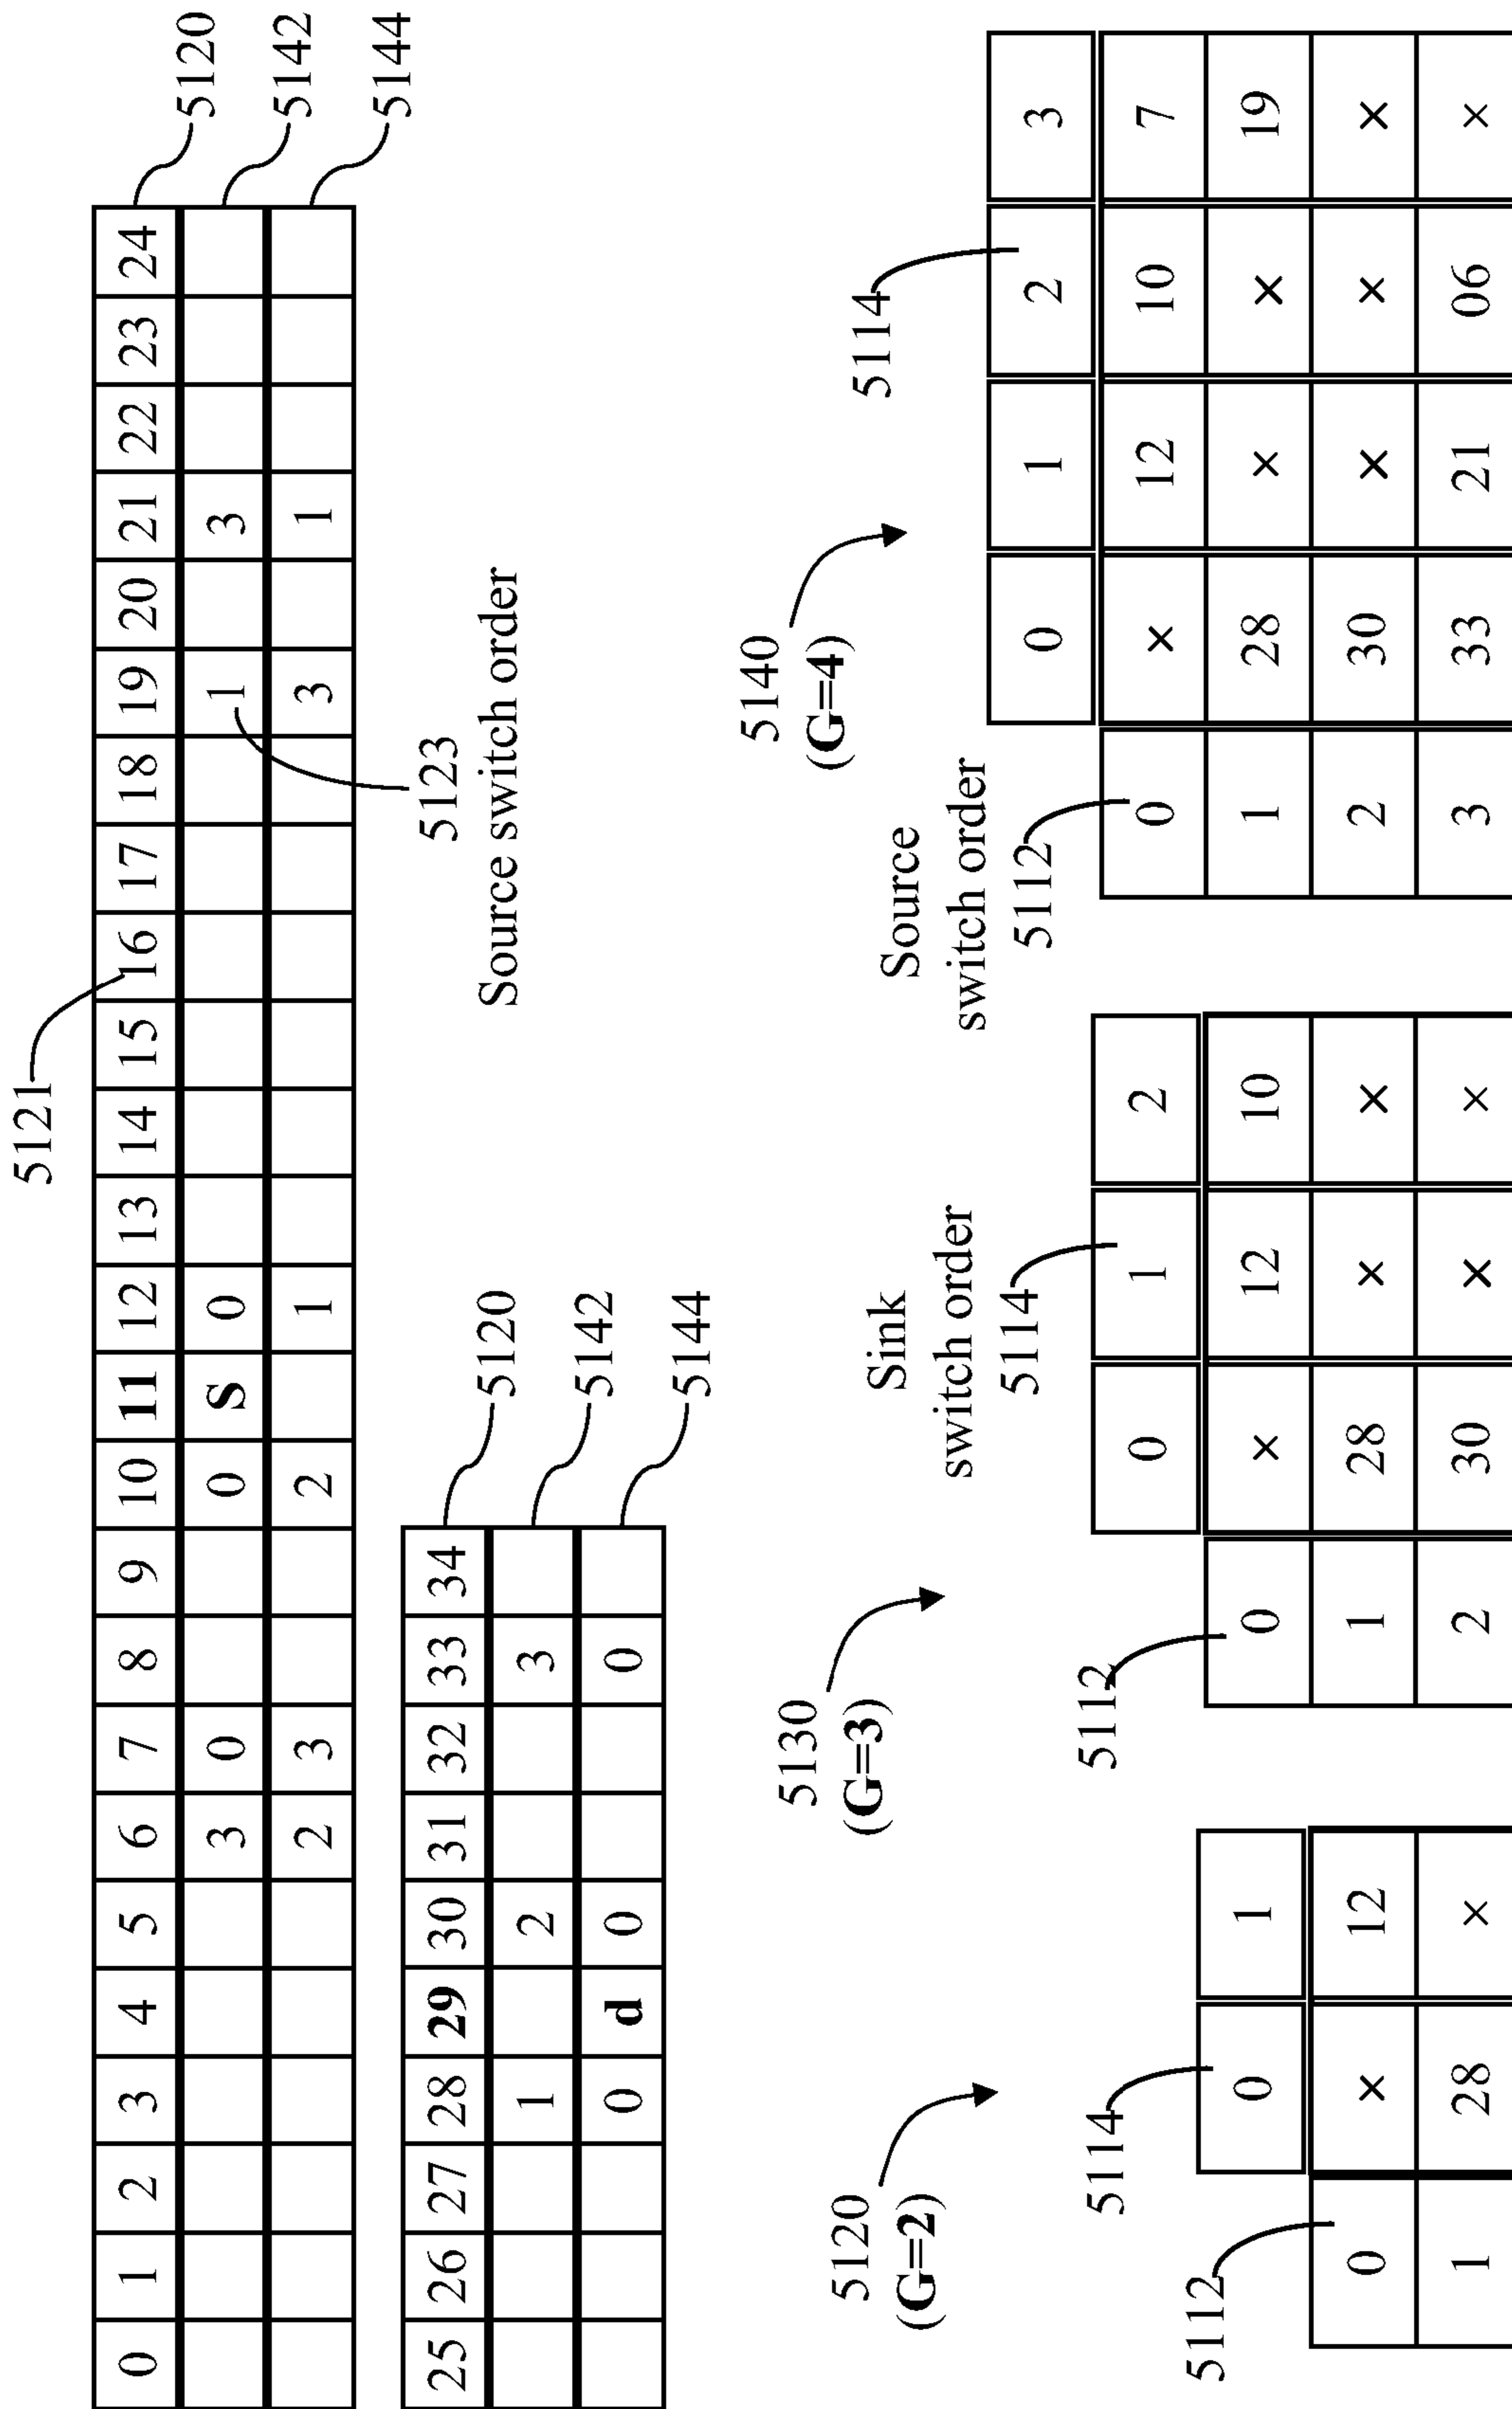 5121
0 1 2 3 4 5 6 7 8 9 10 11 12 13 14 15 16 17 18 19 20 21 22 23 24 5120
3 0 0 S 0 1 3 5142
2 3 2 1 3 1 5144
5123
Source switch order
25 26 27 28 29 30 31 32 33 34 5120
1 2 3 5142
0 d 0 0 5144
5120
(G=2)
5114
5112
0 1
0 × 12
1 28 ×
5130
(G=3)
Sink
switch order
5114
5112
0 1 2
0 × 12 10
1 28 × ×
2 30 × ×
5140
(G=4)
5114
Source
switch order
5112
0 1 2 3
0 × 12 10 7
1 28 × × 19
2 30 × × ×
3 33 21 06 ×